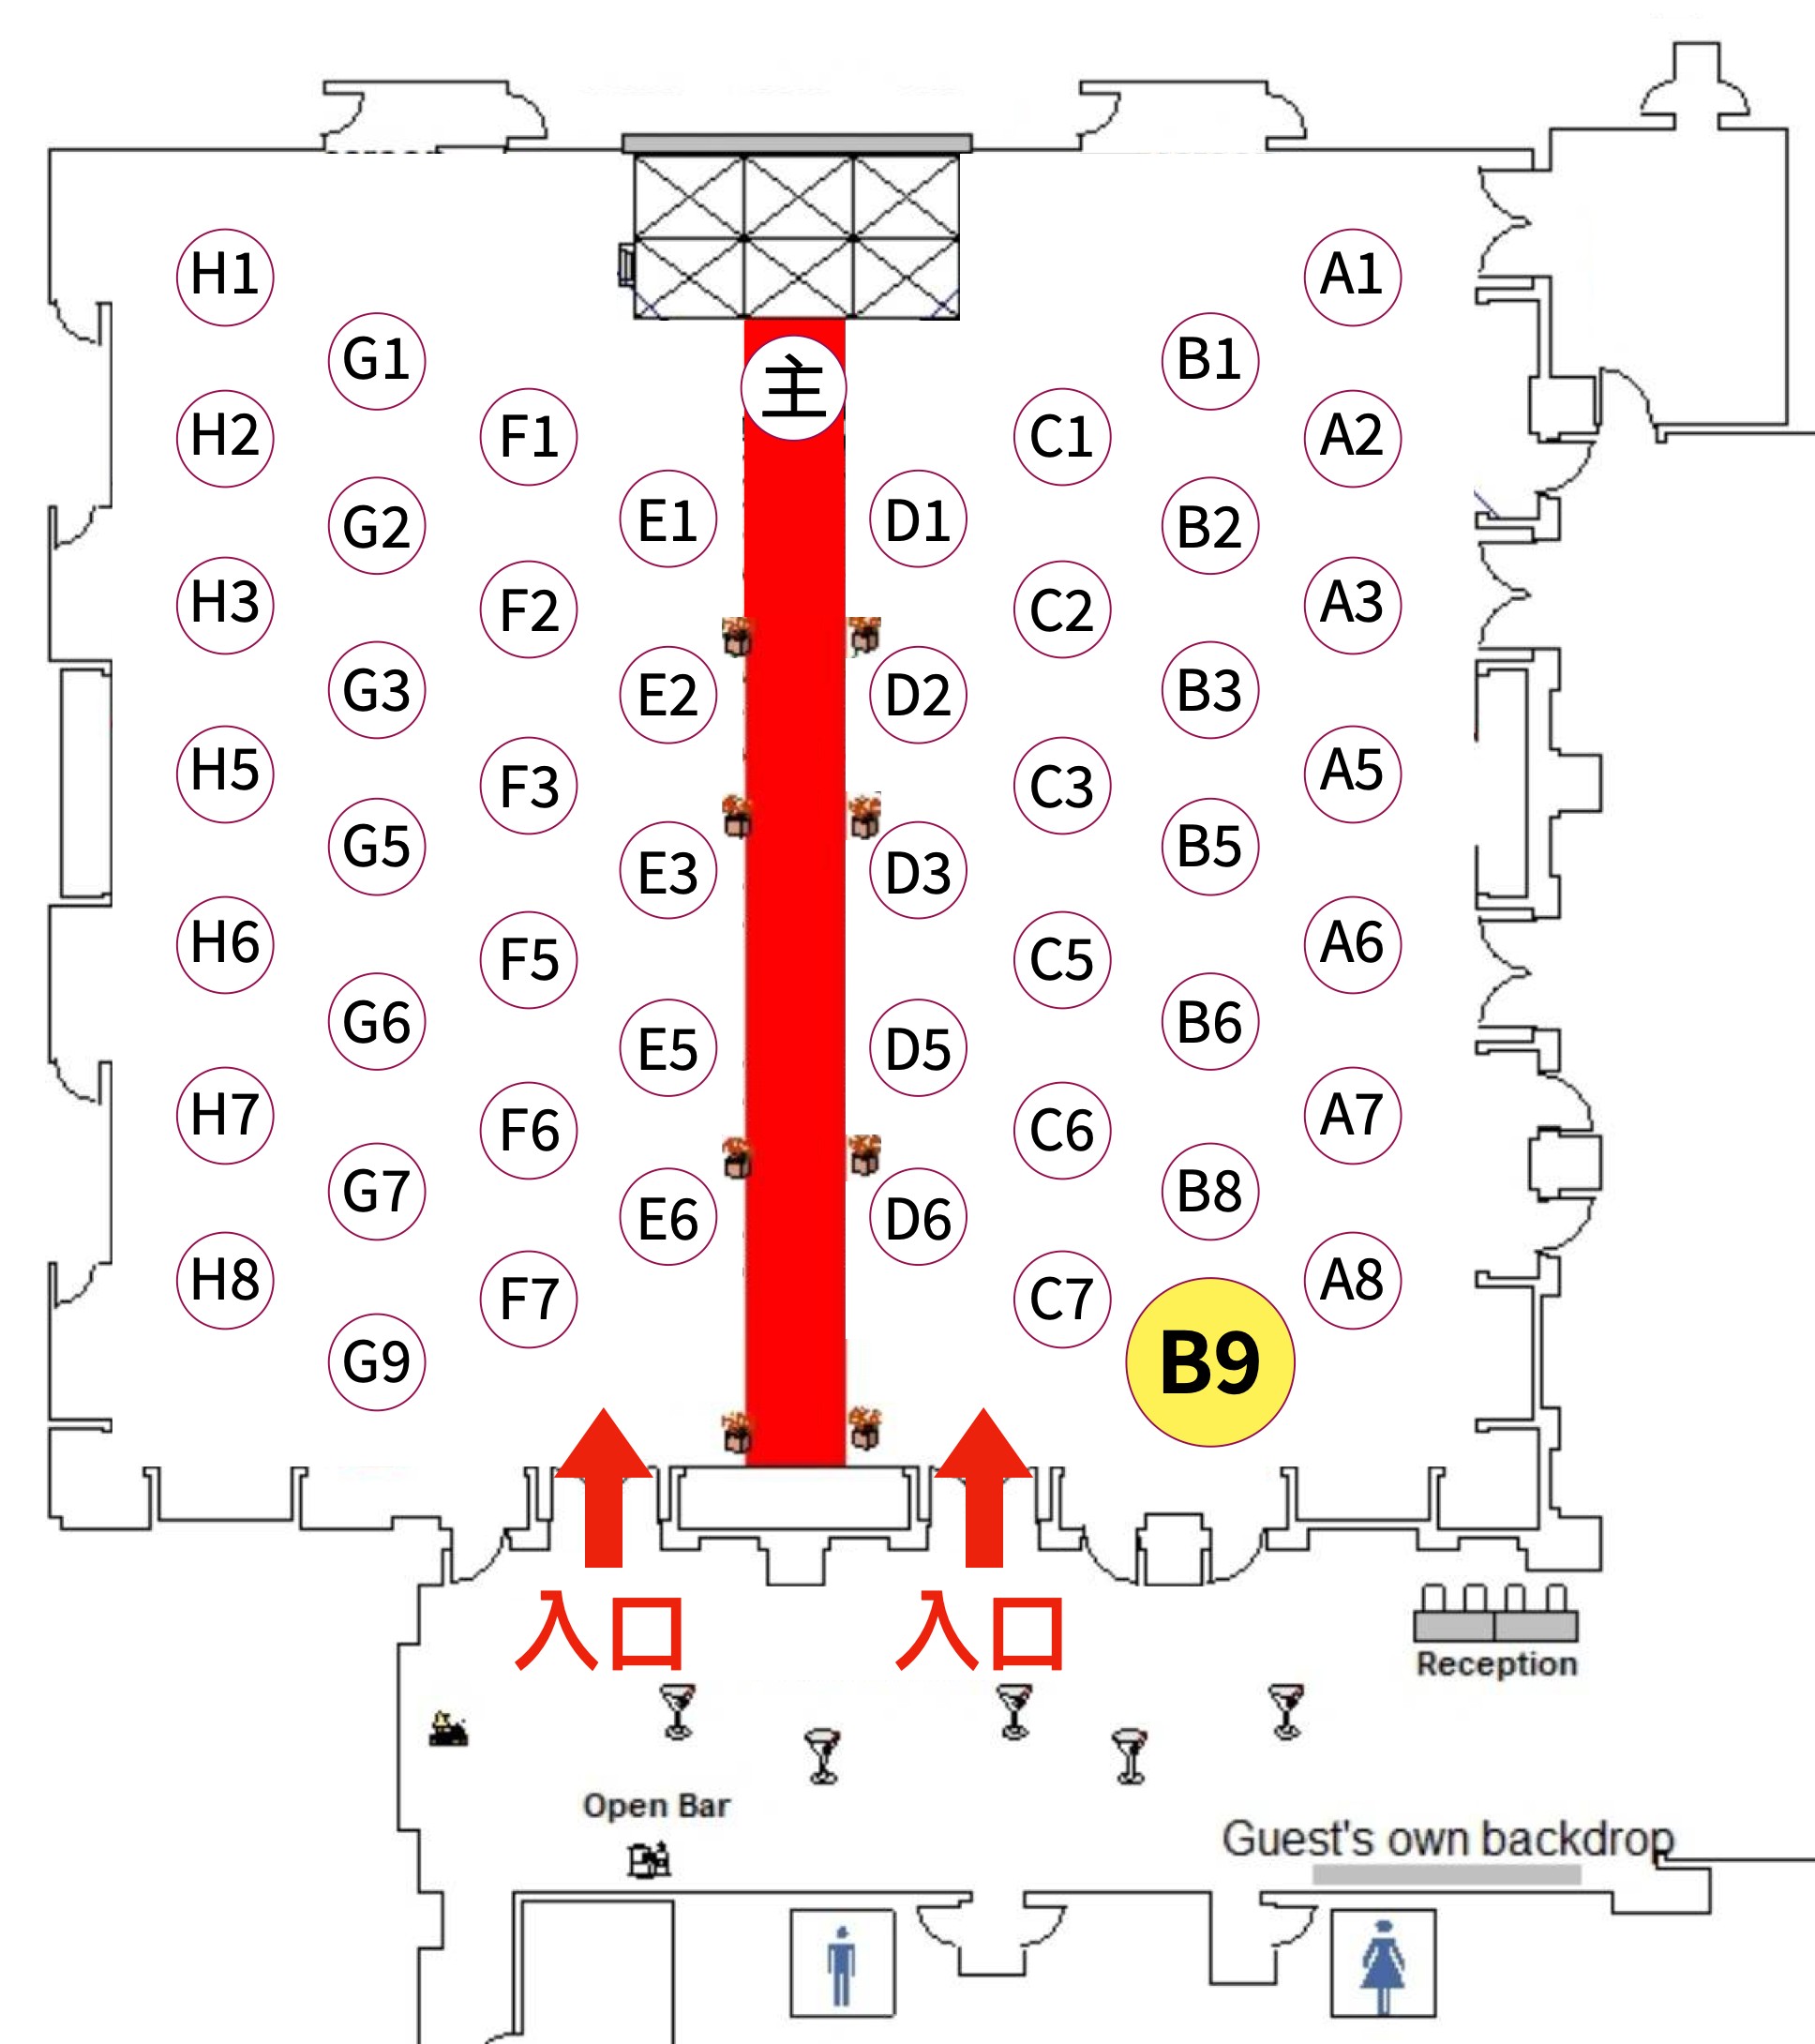 H1 A1
G1 主 B1
H2 F1 C1 A2
G2 E1 D1 B2
H3 F2 C2 A3
G3 E2 D2 B3
H5 F3 C3 A5
G5 E3 D3 B5
H6 F5 C5 A6
G6 E5 D5 B6
H7 F6 C6 A7
G7 E6 D6 B8
H8 F7 C7 A8
G9 B9
入口 入口
Reception
Open Bar
Guest's own backdrop